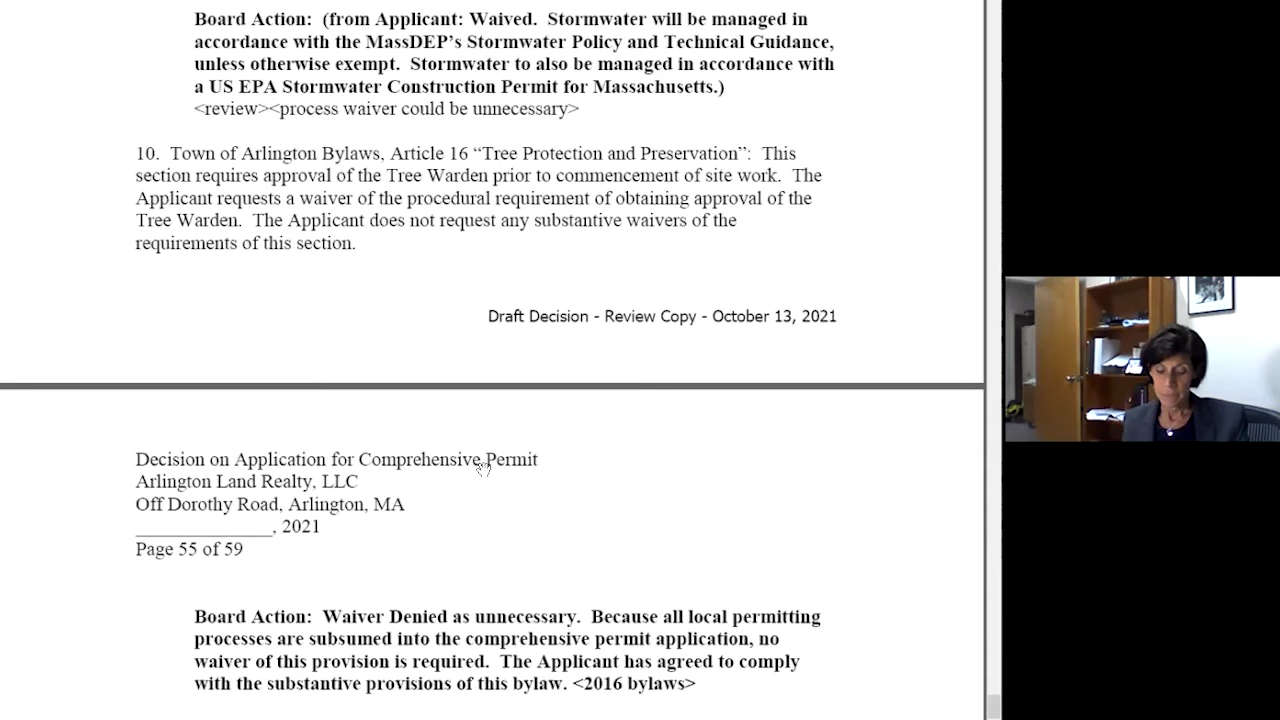 Board Action:  (from Applicant: Waived.  Stormwater will be managed in
accordance with the MassDEP’s Stormwater Policy and Technical Guidance,
unless otherwise exempt.  Stormwater to also be managed in accordance with
a US EPA Stormwater Construction Permit for Massachusetts.)
<review><process waiver could be unnecessary>
10.  Town of Arlington Bylaws, Article 16 “Tree Protection and Preservation”:  This
section requires approval of the Tree Warden prior to commencement of site work.  The
Applicant requests a waiver of the procedural requirement of obtaining approval of the
Tree Warden.  The Applicant does not request any substantive waivers of the
requirements of this section.
Draft Decision - Review Copy - October 13, 2021
Decision on Application for Comprehensive Permit
Arlington Land Realty, LLC
Off Dorothy Road, Arlington, MA
_______________, 2021
Page 55 of 59
Board Action:  Waiver Denied as unnecessary.  Because all local permitting
processes are subsumed into the comprehensive permit application, no
waiver of this provision is required.  The Applicant has agreed to comply
with the substantive provisions of this bylaw. <2016 bylaws>